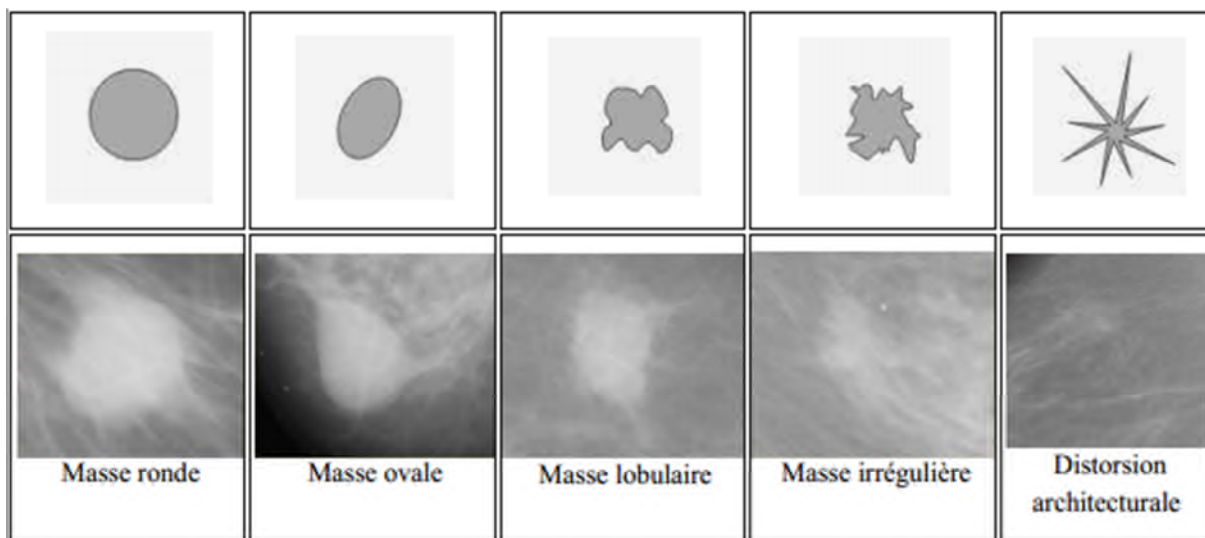 Masse ronde
Masse ovale
Masse lobulaire
Masse irrégulière
Distorsion
architecturale